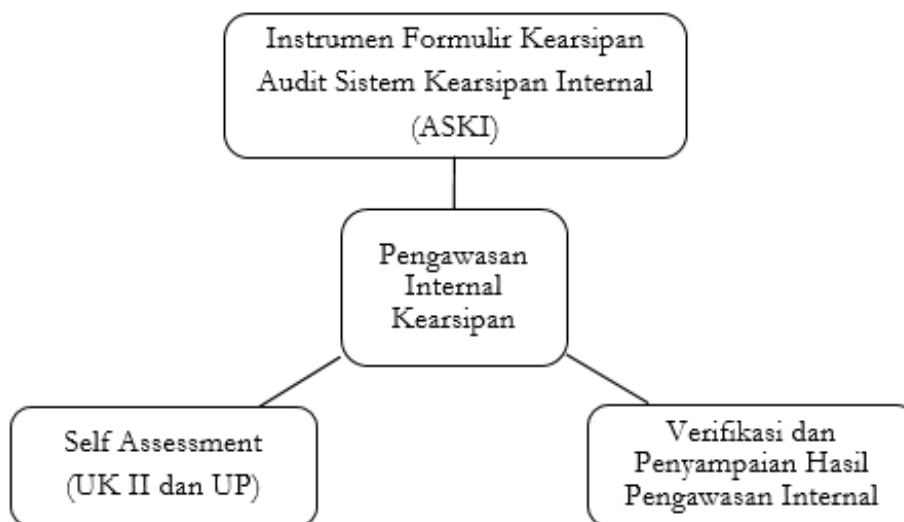 Instrumen Formulir Kearsipan
Audit Sistem Kearsipan Internal
(ASKI)
Pengawasan
Internal
Kearsipan
Self Assessment
(UK II dan UP)
Verifikasi dan
Penyampaian Hasil
Pengawasan Internal